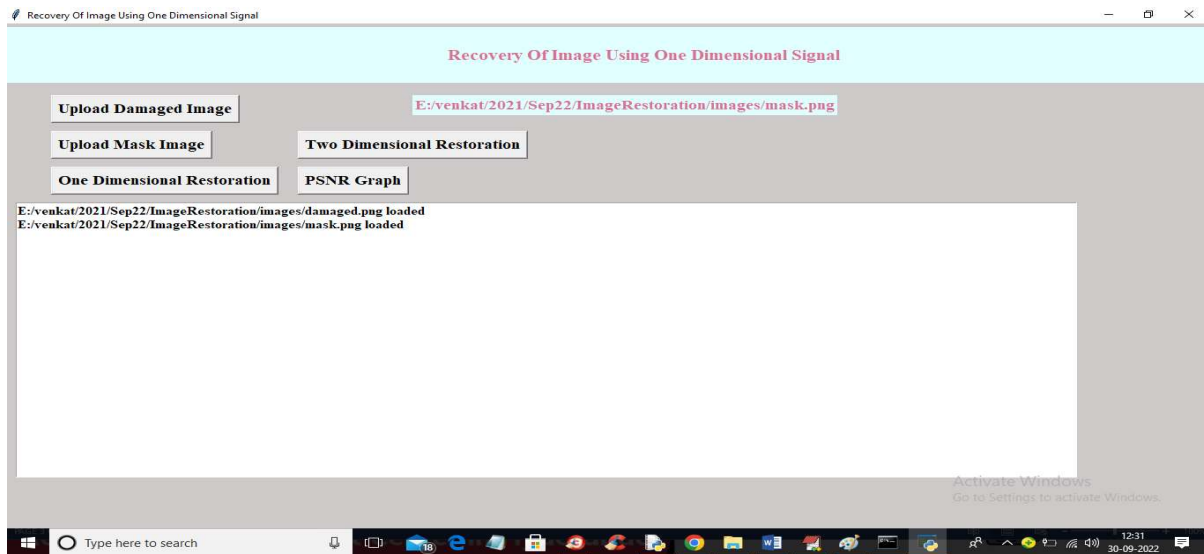 Recovery Of Image Using One Dimensional Signal
Recovery Of Image Using One Dimensional Signal
Upload Damaged Image
E:/venkat/2021/Sep22/ImageRestoration/images/mask.png
Upload Mask Image
Two Dimensional Restoration
One Dimensional Restoration
PSNR Graph
E:/venkat/2021/Sep22/ImageRestoration/images/damaged.png loaded
E:/venkat/2021/Sep22/ImageRestoration/images/mask.png loaded
Activate Windows
Go to Settings to activate Windows.
Type here to search
18
12:31
30-09-2022